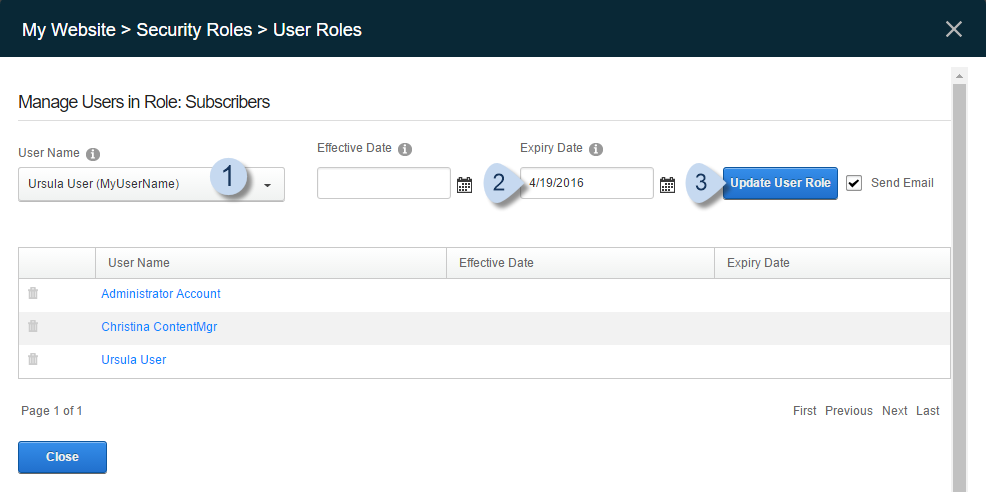 My Website > Security Roles > User Roles
Manage Users in Role: Subscribers
User Name
Effective Date
Expiry Date
Ursula User (MyUserName)
1
2
4/19/2016
3
Update User Role
Send Email
User Name Effective Date Expiry Date
Administrator Account
Christina ContentMgr
Ursula User
Page 1 of 1
First Previous Next Last
Close